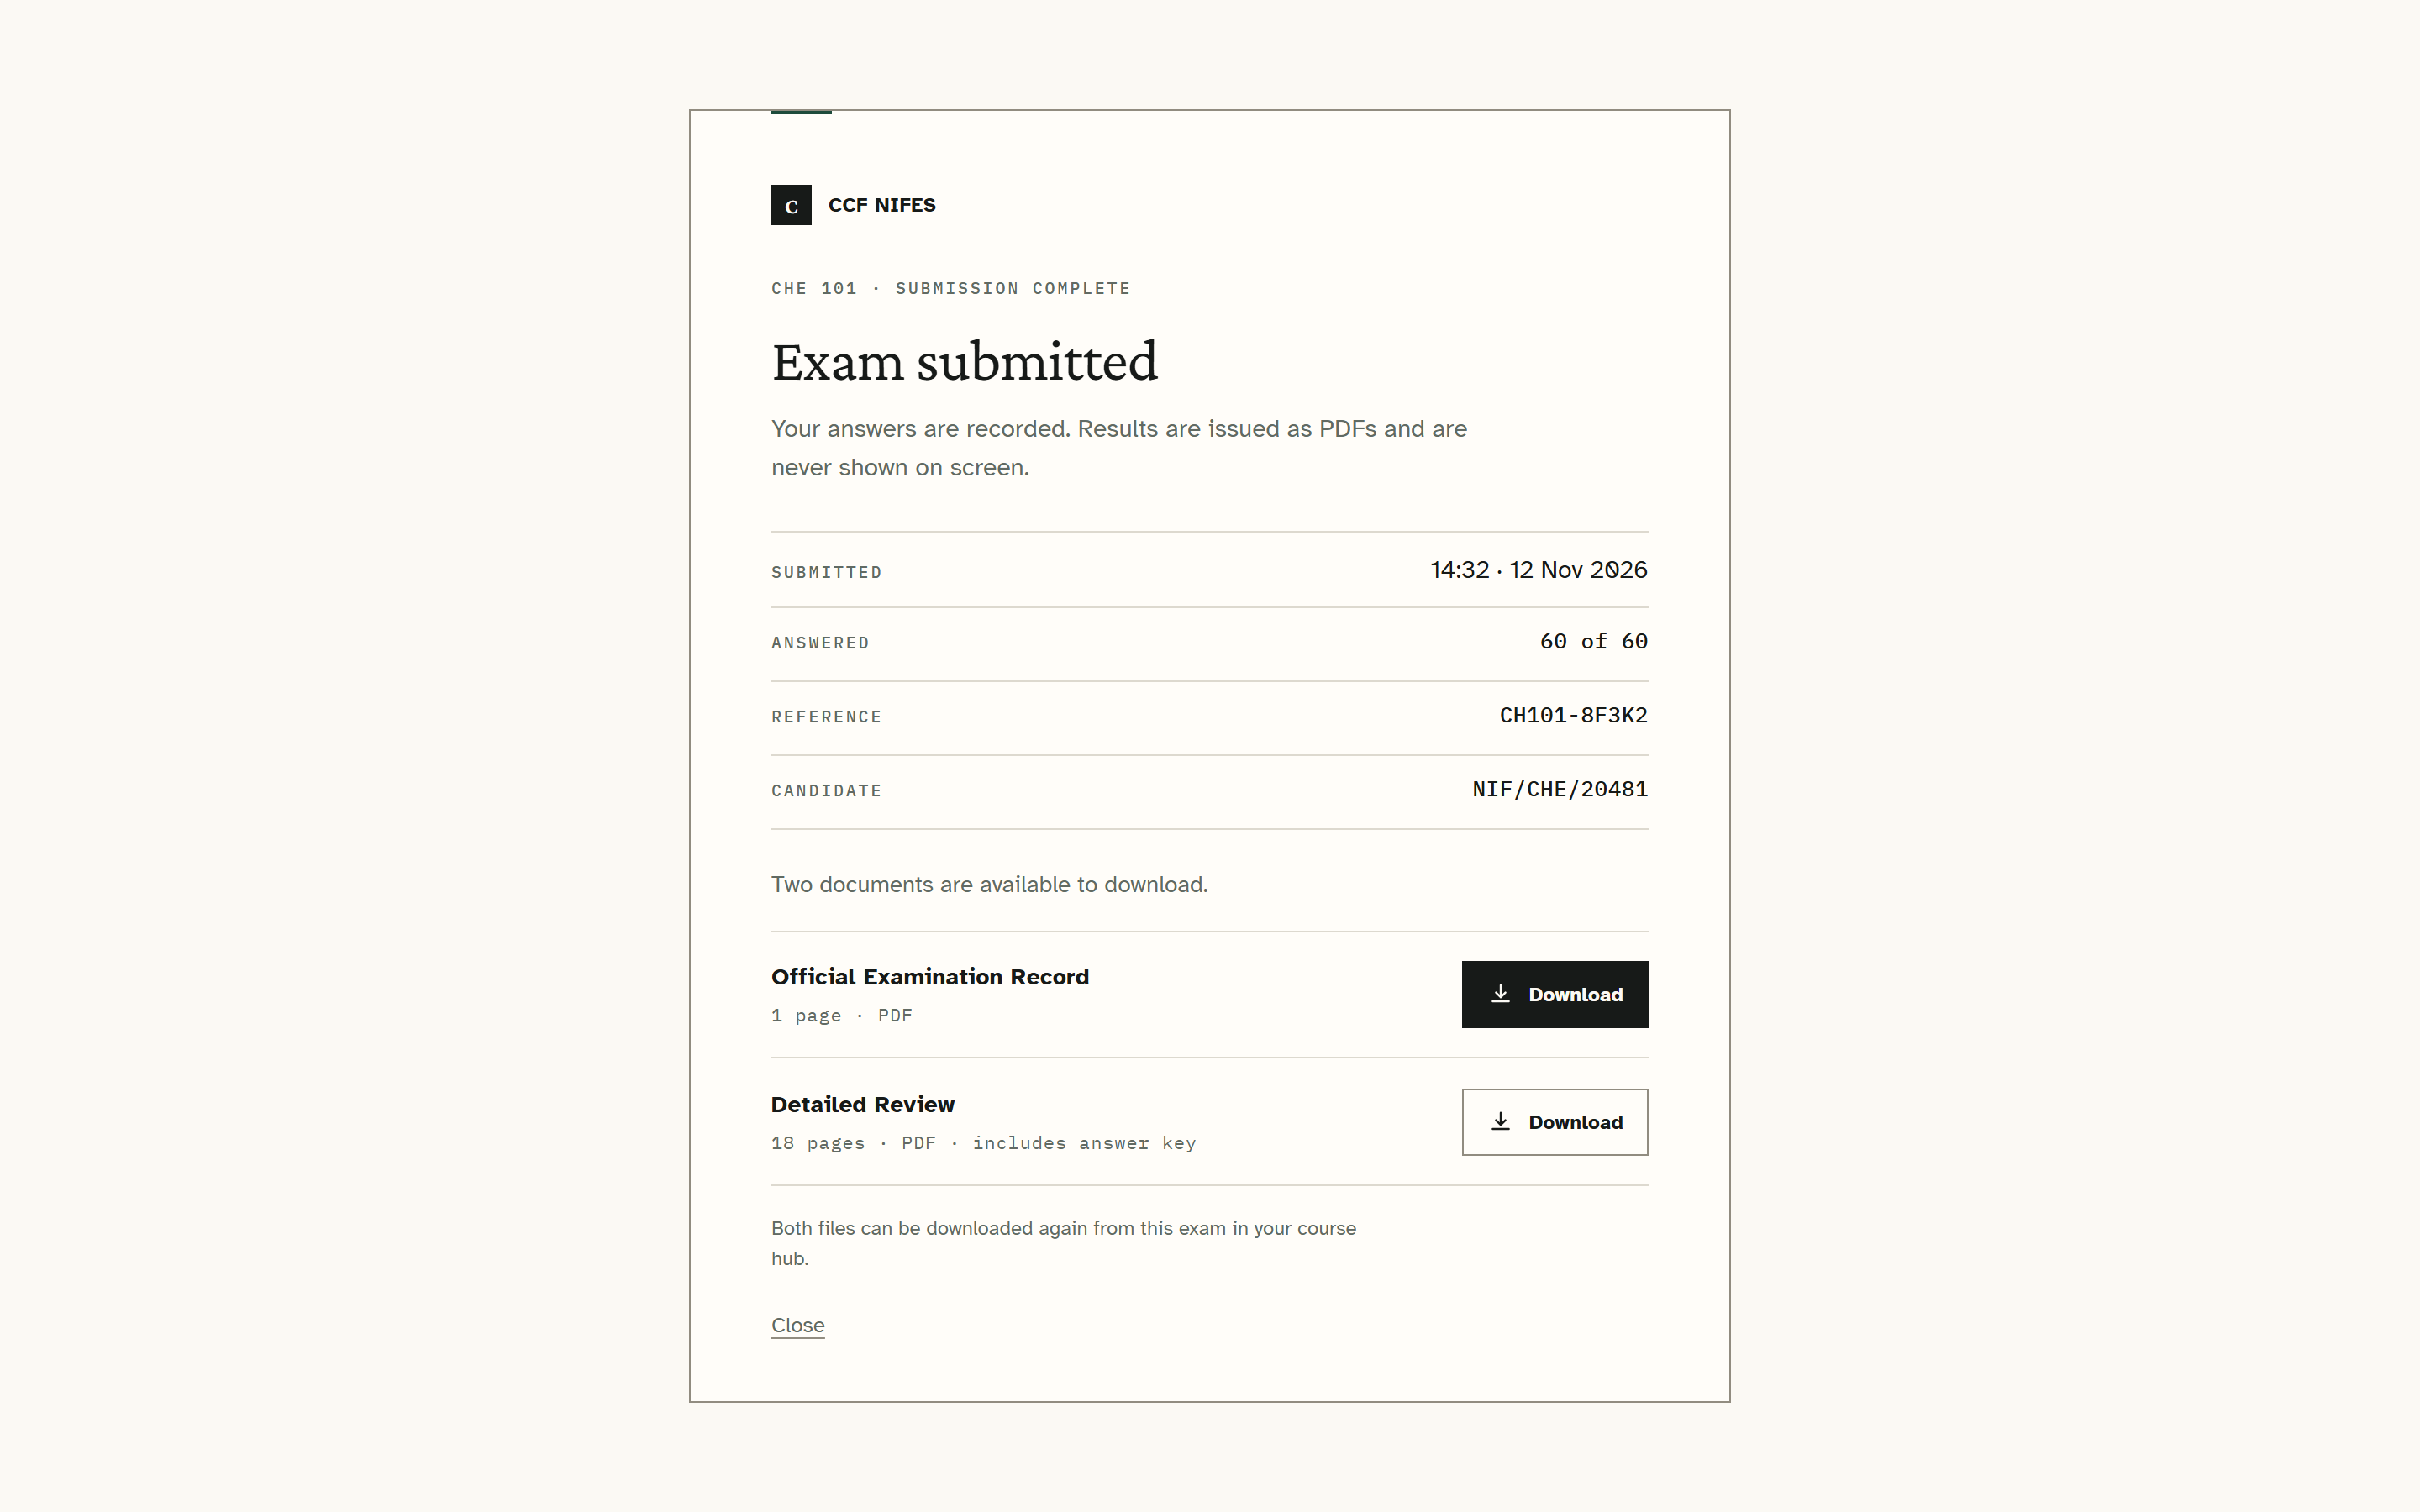 C CCF NIFES
CHE 101 · SUBMISSION COMPLETE
Exam submitted
Your answers are recorded. Results are issued as PDFs and are
never shown on screen.
SUBMITTED 14:32 · 12 Nov 2026
ANSWERED 60 of 60
REFERENCE CH101-8F3K2
CANDIDATE NIF/CHE/20481
Two documents are available to download.
Official Examination Record
1 page · PDF
Download
Detailed Review
18 pages · PDF · includes answer key
Download
Both files can be downloaded again from this exam in your course
hub.
Close